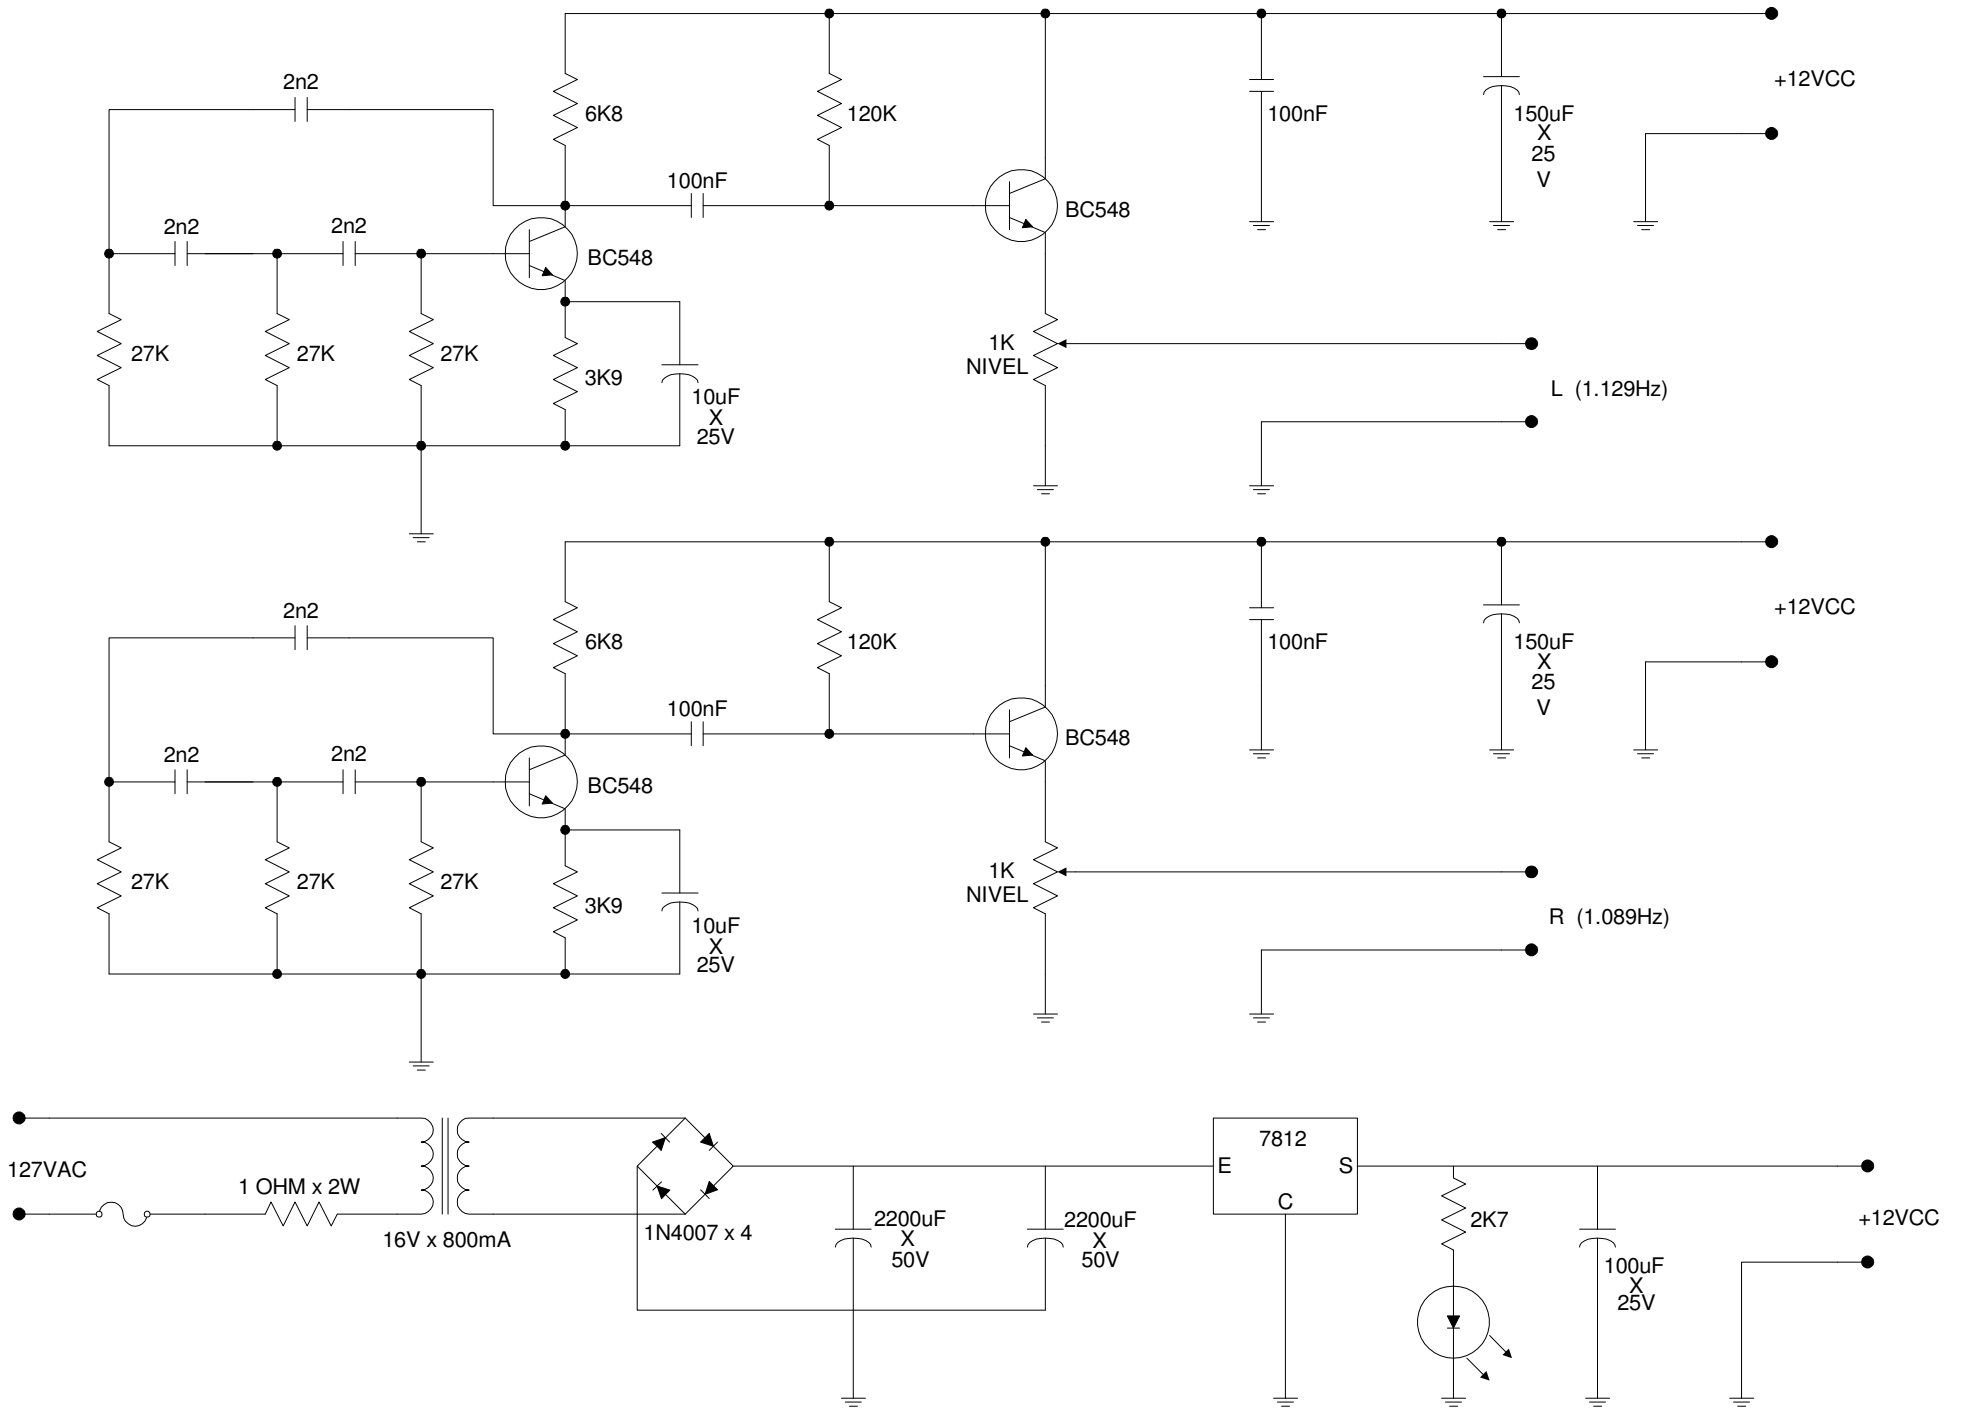 2n2
6K8
120K
100nF
150uF
X
25
V
+12VCC
100nF
BC548
2n2
2n2
BC548
27K
27K
27K
3K9
10uF
X
25V
1K
NIVEL
L (1.129Hz)
2n2
6K8
120K
100nF
150uF
X
25
V
+12VCC
100nF
BC548
2n2
2n2
BC548
27K
27K
27K
3K9
10uF
X
25V
1K
NIVEL
R (1.089Hz)
127VAC
1 OHM x 2W
16V x 800mA
1N4007 x 4
2200uF
X
50V
2200uF
X
50V
7812
E
S
C
2K7
100uF
X
25V
+12VCC